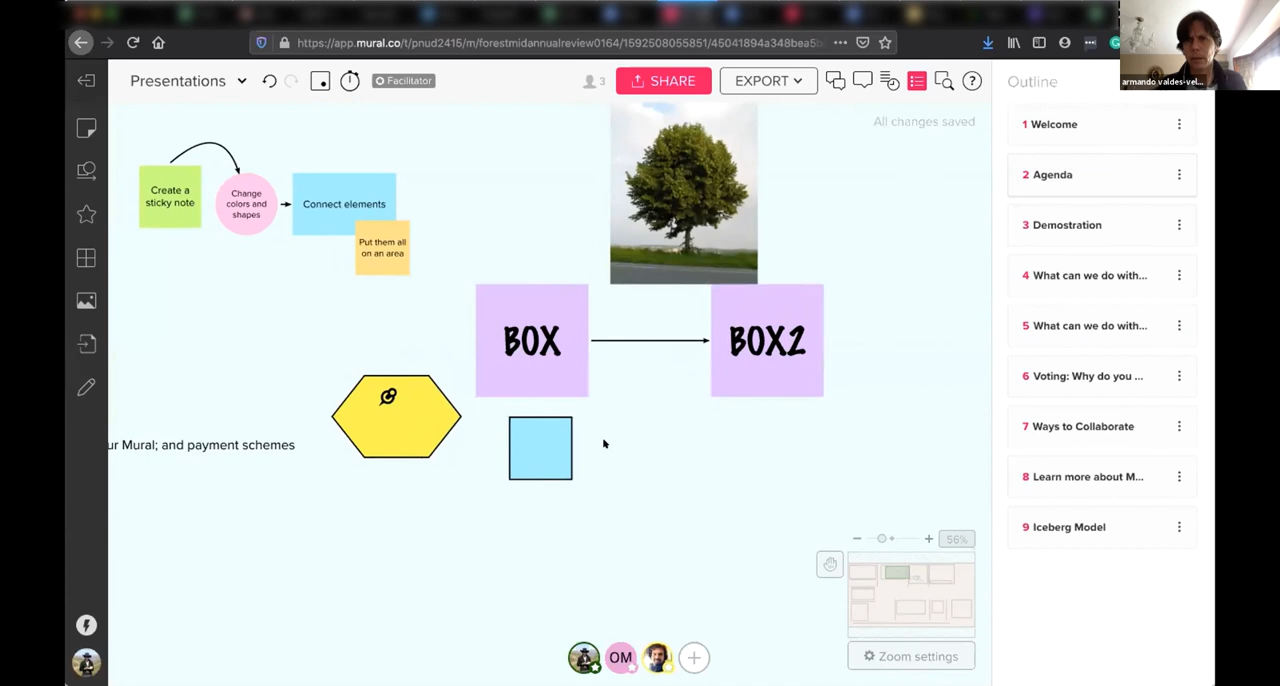 https://app.mural.co/t/pnud2415/m/forestmidannualreview0164/1592508055851/45041894a348bea5b
armando valdes-vel...
Presentations
Facilitator
3
SHARE
EXPORT
?
Outline
All changes saved
1 Welcome
2 Agenda
3 Demostration
4 What can we do with...
5 What can we do with...
6 Voting: Why do you ...
7 Ways to Collaborate
8 Learn more about M...
9 Iceberg Model
Create a
sticky note
Change
colors and
shapes
Connect elements
Put them all
on an area
BOX
BOX2
ur Mural; and payment schemes
56%
OM
Zoom settings